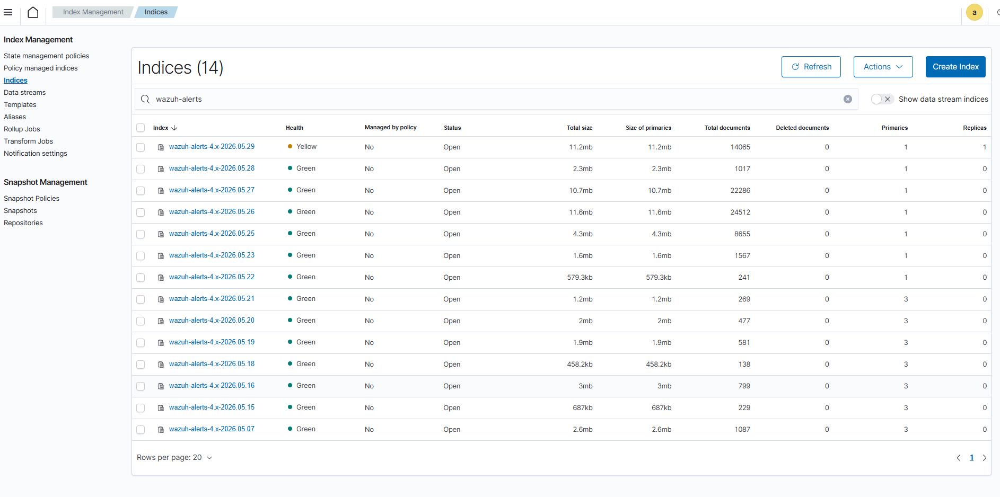 Index Management Indices a
Index Management
State management policies
Policy managed indices
Indices
Data streams
Templates
Aliases
Rollup Jobs
Transform Jobs
Notification settings
Snapshot Management
Snapshot Policies
Snapshots
Repositories
Indices (14) Refresh Actions Create Index
wazuh-alerts Show data stream indices
Index Health Managed by policy Status Total size Size of primaries Total documents Deleted documents Primaries Replicas
wazuh-alerts-4.x-2026.05.29 Yellow No Open 11.2mb 11.2mb 14065 0 1 1
wazuh-alerts-4.x-2026.05.28 Green No Open 2.3mb 2.3mb 1017 0 1 0
wazuh-alerts-4.x-2026.05.27 Green No Open 10.7mb 10.7mb 22286 0 1 0
wazuh-alerts-4.x-2026.05.26 Green No Open 11.6mb 11.6mb 24512 0 1 0
wazuh-alerts-4.x-2026.05.25 Green No Open 4.3mb 4.3mb 8655 0 1 0
wazuh-alerts-4.x-2026.05.23 Green No Open 1.6mb 1.6mb 1567 0 1 0
wazuh-alerts-4.x-2026.05.22 Green No Open 579.3kb 579.3kb 241 0 1 0
wazuh-alerts-4.x-2026.05.21 Green No Open 1.2mb 1.2mb 269 0 3 0
wazuh-alerts-4.x-2026.05.20 Green No Open 2mb 2mb 477 0 3 0
wazuh-alerts-4.x-2026.05.19 Green No Open 1.9mb 1.9mb 581 0 3 0
wazuh-alerts-4.x-2026.05.18 Green No Open 458.2kb 458.2kb 138 0 3 0
wazuh-alerts-4.x-2026.05.16 Green No Open 3mb 3mb 799 0 3 0
wazuh-alerts-4.x-2026.05.15 Green No Open 687kb 687kb 229 0 3 0
wazuh-alerts-4.x-2026.05.07 Green No Open 2.6mb 2.6mb 1087 0 3 0
Rows per page: 20 1